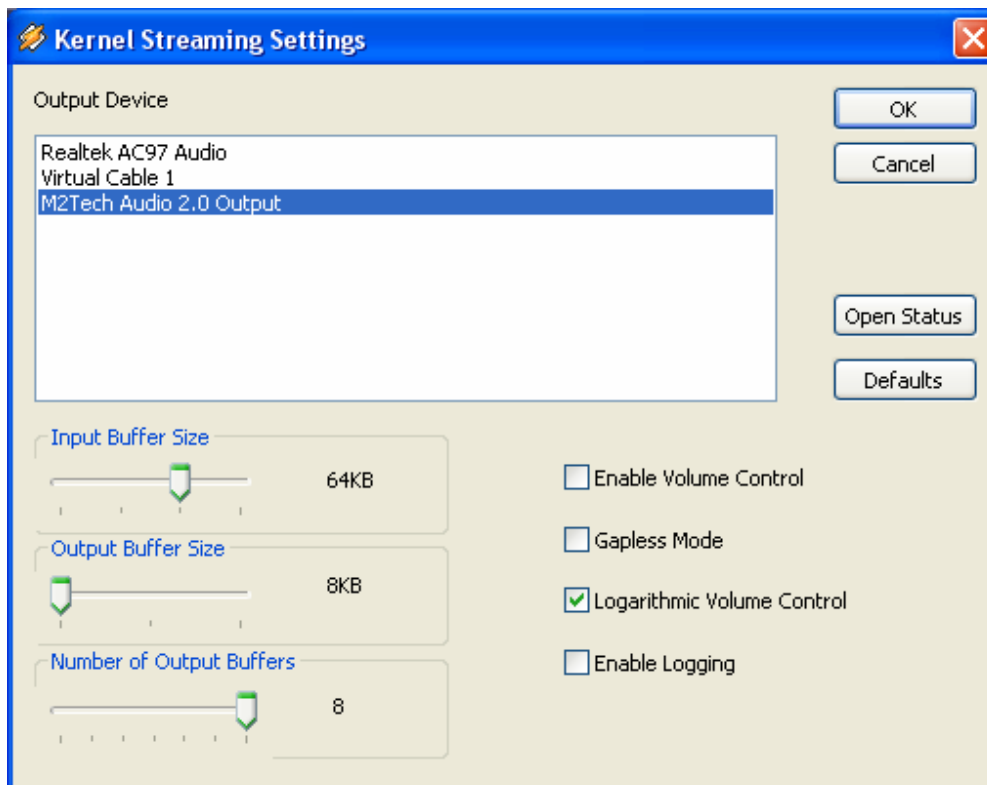 Kernel Streaming Settings
Output Device
Realtek AC97 Audio
Virtual Cable 1
M2Tech Audio 2.0 Output
OK
Cancel
Open Status
Defaults
Input Buffer Size
64KB
Output Buffer Size
8KB
Number of Output Buffers
8
Enable Volume Control
Gapless Mode
Logarithmic Volume Control
Enable Logging